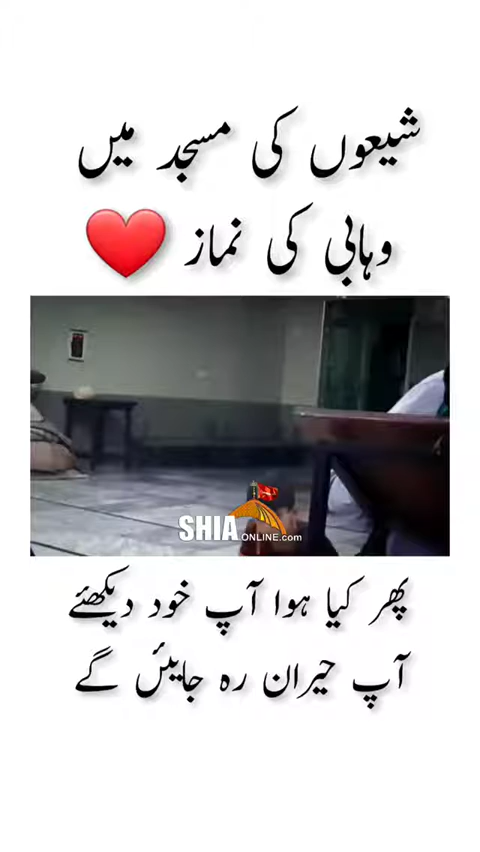 شیعوں کی مسجد میں
وہابی کی نماز ❤️
SHIA
ONLINE.com
پھر کیا ہوا آپ خود دیکھئے
آپ حیران رہ جایئں گے